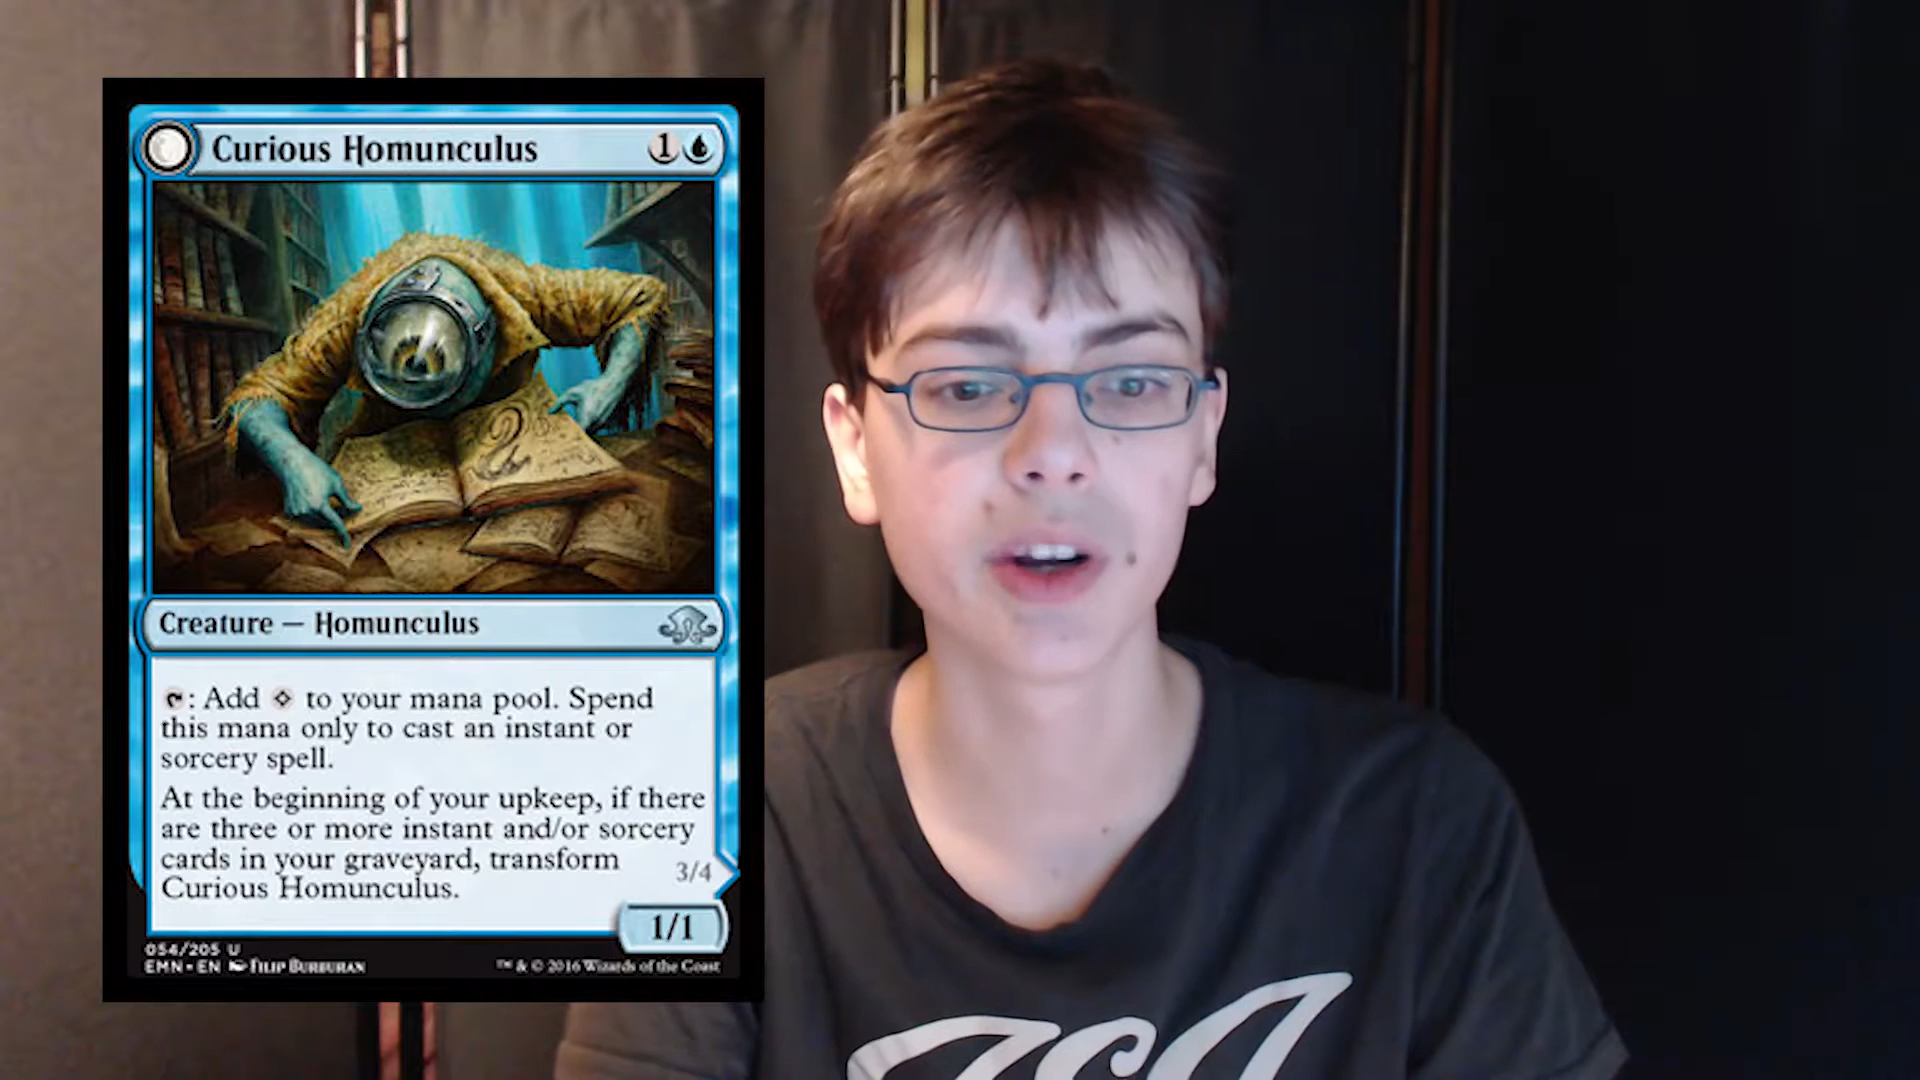 Curious Homunculus 1
Creature — Homunculus
: Add to your mana pool. Spend
this mana only to cast an instant or
sorcery spell.
At the beginning of your upkeep, if there
are three or more instant and/or sorcery
cards in your graveyard, transform
Curious Homunculus.
3/4
1/1
054/205 U
EMN • EN Filip Burburan
™ & © 2016 Wizards of the Coast